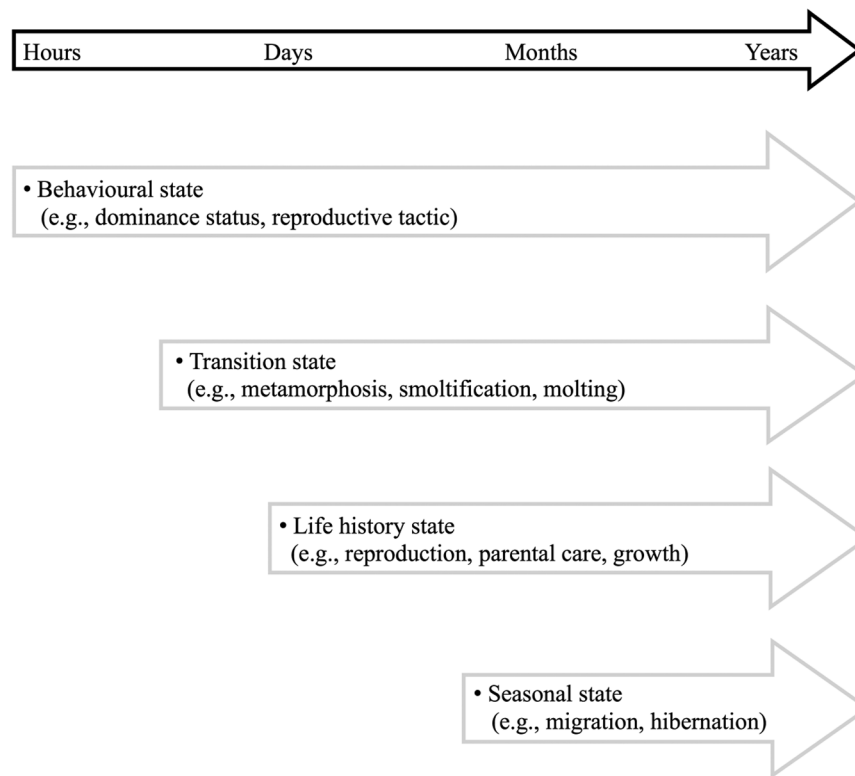 Hours Days Months Years
• Behavioural state
(e.g., dominance status, reproductive tactic)
• Transition state
(e.g., metamorphosis, smoltification, molting)
• Life history state
(e.g., reproduction, parental care, growth)
• Seasonal state
(e.g., migration, hibernation)